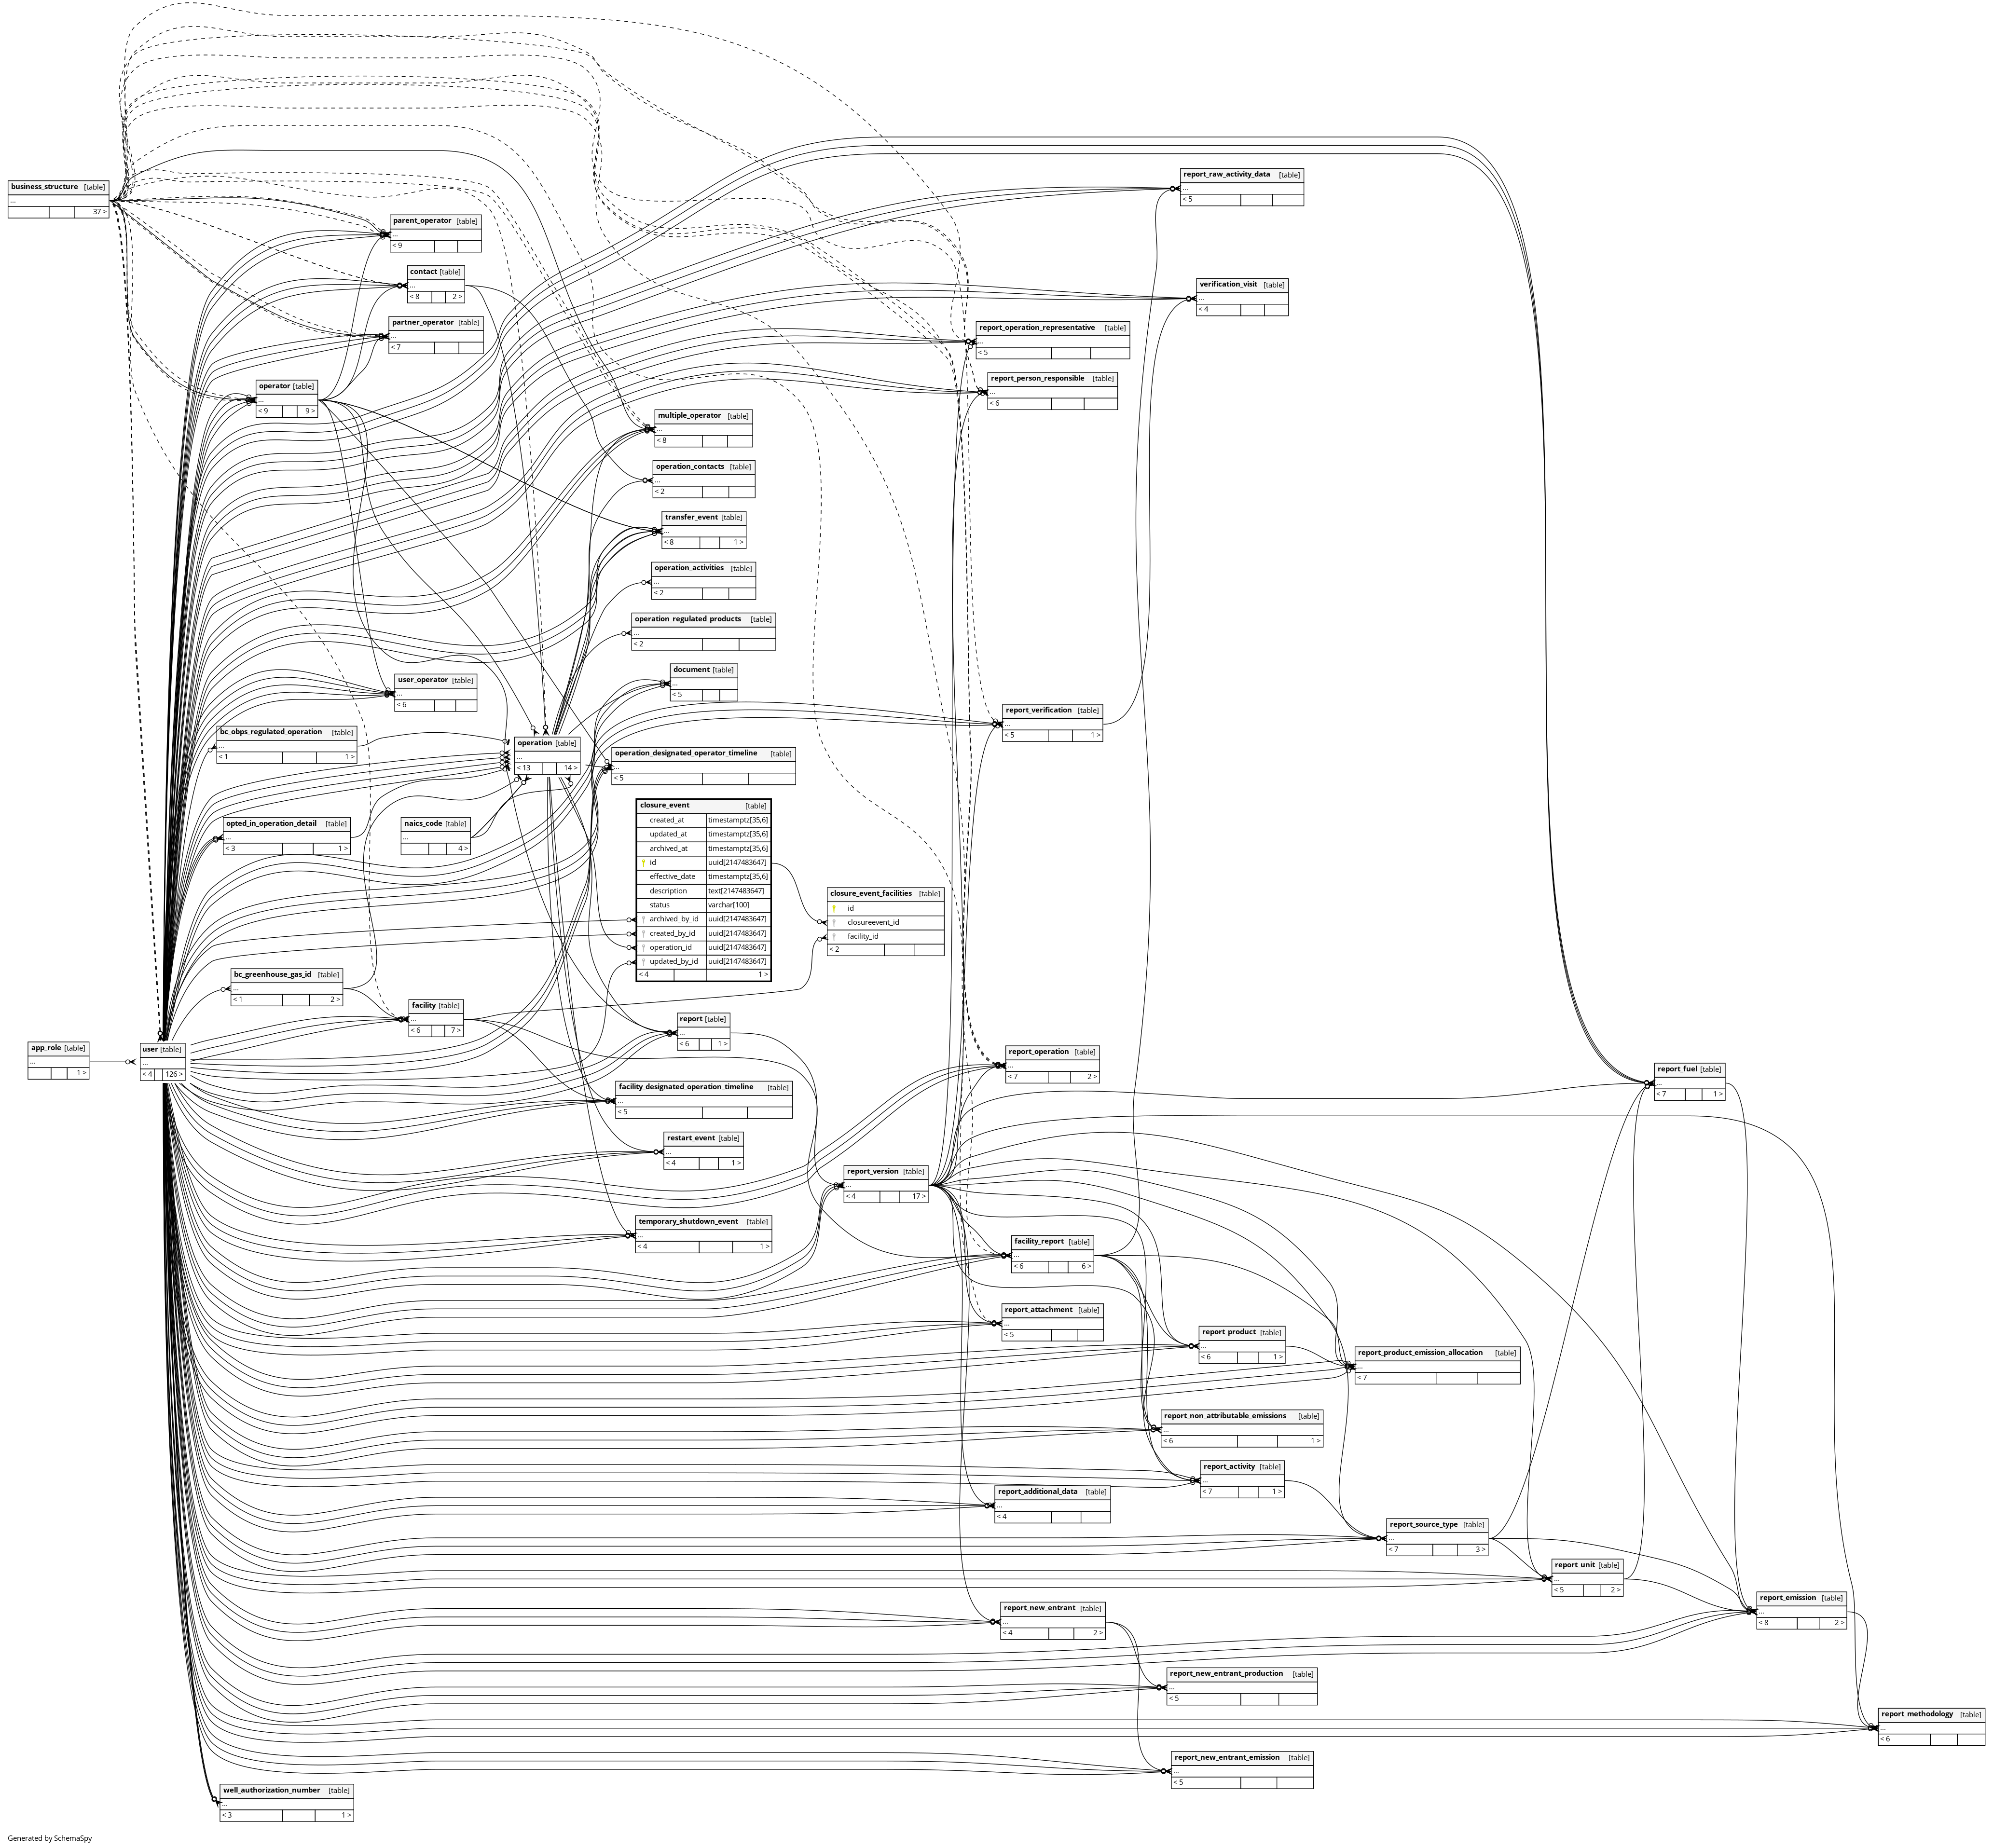 business_structure [table]
...
37 >
parent_operator [table]
...
< 9
contact [table]
...
< 8 2 >
partner_operator [table]
...
< 7
operator [table]
...
< 9 9 >
multiple_operator [table]
...
< 8
operation_contacts [table]
...
< 2
transfer_event [table]
...
< 8 1 >
operation_activities [table]
...
< 2
operation_regulated_products [table]
...
< 2
document [table]
...
< 5
user_operator [table]
...
< 6
bc_obps_regulated_operation [table]
...
< 1 1 >
operation [table]
...
< 13 14 >
operation_designated_operator_timeline [table]
...
< 5
opted_in_operation_detail [table]
...
< 3 1 >
naics_code [table]
...
4 >
closure_event [table]
created_at timestamptz[35,6]
updated_at timestamptz[35,6]
archived_at timestamptz[35,6]
id uuid[2147483647]
effective_date timestamptz[35,6]
description text[2147483647]
status varchar[100]
archived_by_id uuid[2147483647]
created_by_id uuid[2147483647]
operation_id uuid[2147483647]
updated_by_id uuid[2147483647]
< 4 1 >
closure_event_facilities [table]
id
closureevent_id
facility_id
< 2
bc_greenhouse_gas_id [table]
...
< 1 2 >
facility [table]
...
< 6 7 >
report [table]
...
< 6 1 >
app_role [table]
...
1 >
user [table]
...
< 4 126 >
facility_designated_operation_timeline [table]
...
< 5
restart_event [table]
...
< 4 1 >
temporary_shutdown_event [table]
...
< 4 1 >
report_version [table]
...
< 4 17 >
report_raw_activity_data [table]
...
< 5
verification_visit [table]
...
< 4
report_operation_representative [table]
...
< 5
report_person_responsible [table]
...
< 6
report_verification [table]
...
< 5 1 >
report_operation [table]
...
< 7 2 >
report_fuel [table]
...
< 7 1 >
facility_report [table]
...
< 6 6 >
report_attachment [table]
...
< 5
report_product [table]
...
< 6 1 >
report_product_emission_allocation [table]
...
< 7
report_non_attributable_emissions [table]
...
< 6 1 >
report_activity [table]
...
< 7 1 >
report_additional_data [table]
...
< 4
report_source_type [table]
...
< 7 3 >
report_unit [table]
...
< 5 2 >
report_emission [table]
...
< 8 2 >
report_new_entrant [table]
...
< 4 2 >
report_new_entrant_production [table]
...
< 5
report_methodology [table]
...
< 6
report_new_entrant_emission [table]
...
< 5
well_authorization_number [table]
...
< 3 1 >
Generated by SchemaSpy